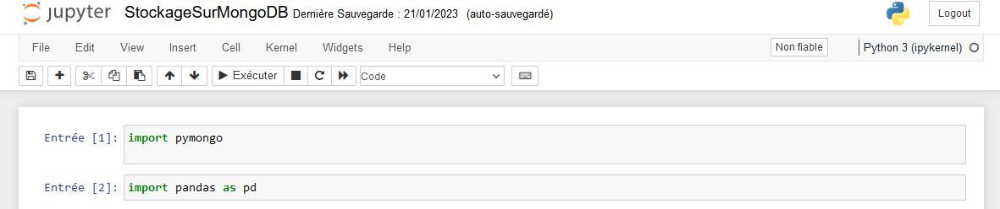 jupyter StockageSurMongoDB Dernière Sauvegarde : 21/01/2023 (auto-sauvegardé) Logout
File Edit View Insert Cell Kernel Widgets Help Non fiable Python 3 (ipykernel)
Exécuter Code
Entrée [1]: import pymongo
Entrée [2]: import pandas as pd